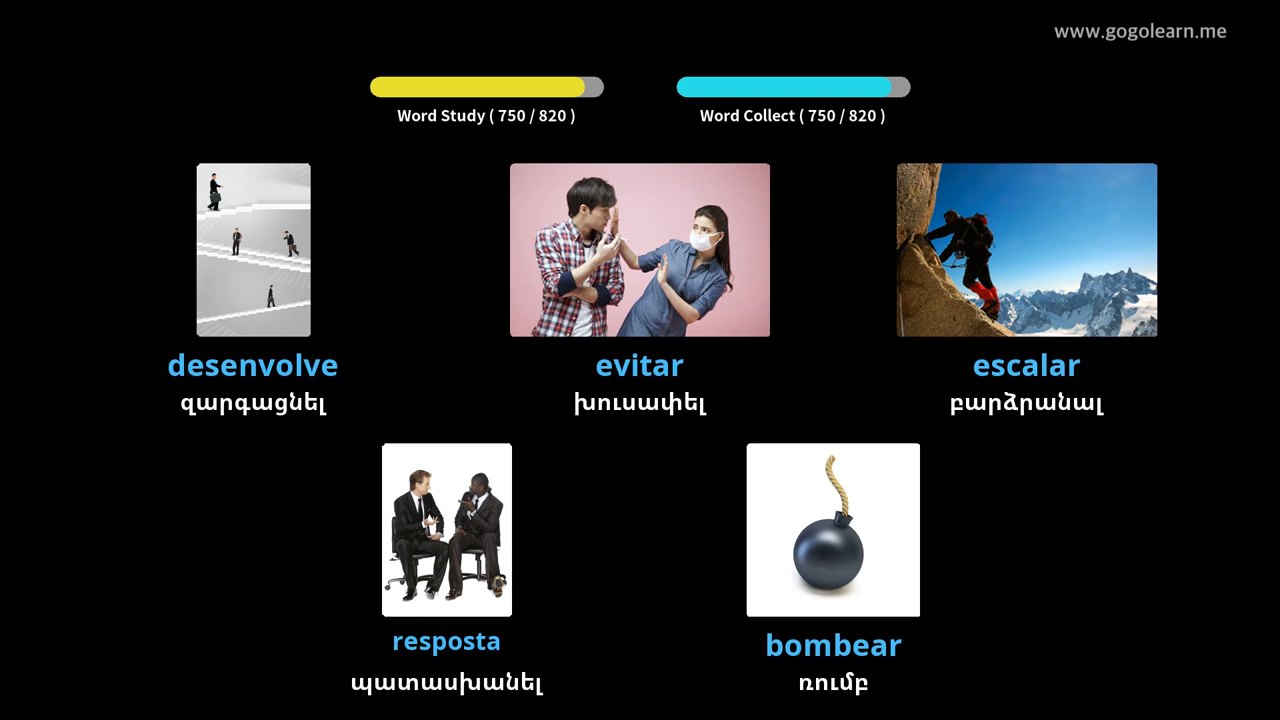 www.gogolearn.me
Word Study ( 750 / 820 )
Word Collect ( 750 / 820 )
desenvolve
զարգացնել
evitar
խուսափել
escalar
բարձրանալ
resposta
պատասխանել
bombear
ռումբ